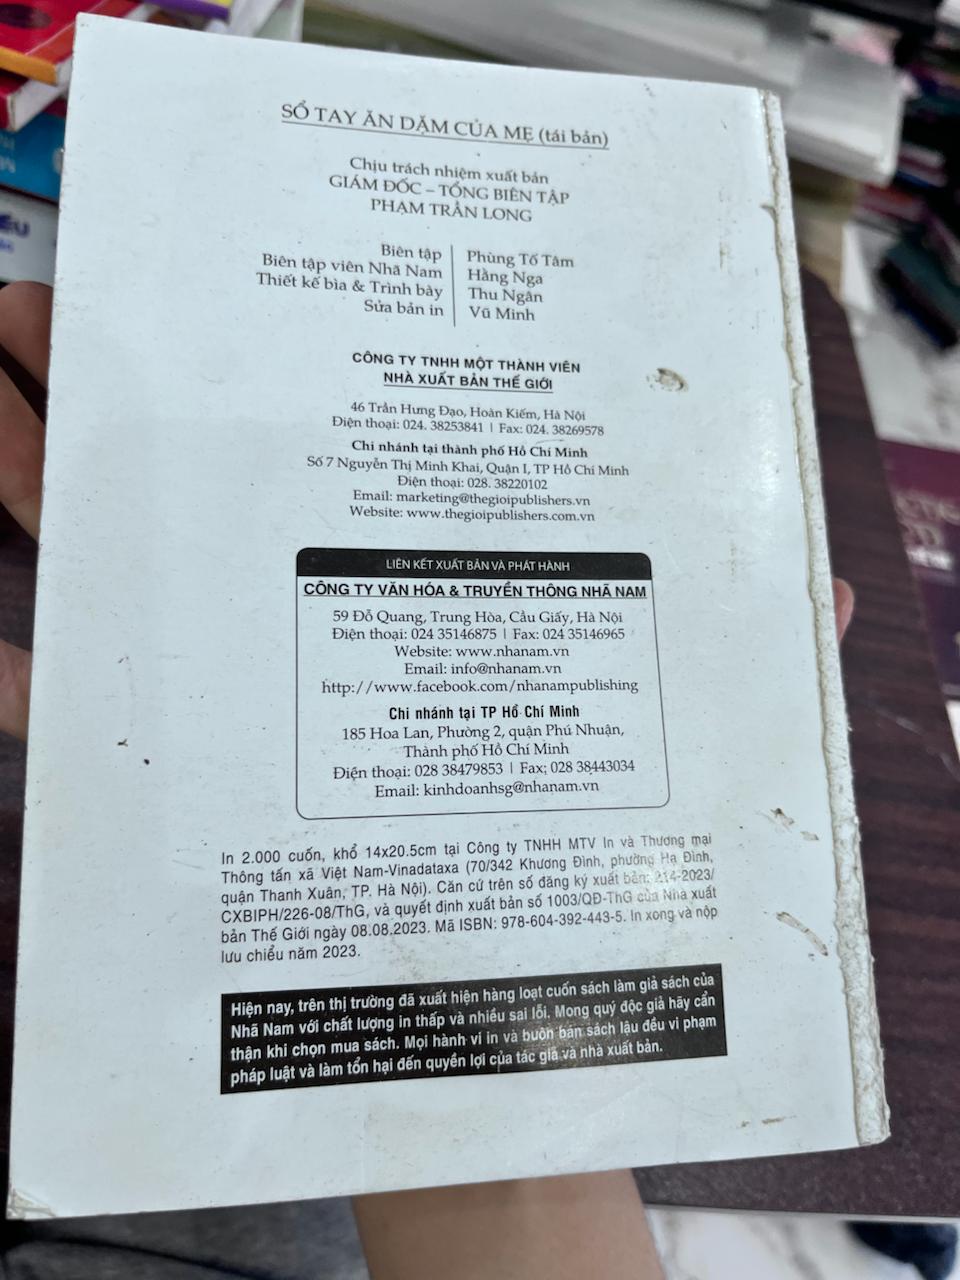 SỔ TAY ĂN DẶM CỦA MẸ (tái bản)
Chịu trách nhiệm xuất bản
GIÁM ĐỐC – TỔNG BIÊN TẬP
PHẠM TRẦN LONG
Biên tập | Phùng Tố Tâm
Biên tập viên Nhã Nam | Hằng Nga
Thiết kế bìa & Trình bày | Thu Ngân
Sửa bản in | Vũ Minh
CÔNG TY TNHH MỘT THÀNH VIÊN
NHÀ XUẤT BẢN THẾ GIỚI
46 Trần Hưng Đạo, Hoàn Kiếm, Hà Nội
Điện thoại: 024. 38253841 | Fax: 024. 38269578
Chi nhánh tại thành phố Hồ Chí Minh
Số 7 Nguyễn Thị Minh Khai, Quận I, TP Hồ Chí Minh
Điện thoại: 028. 38220102
Email: marketing@thegioipublishers.vn
Website: www.thegioipublishers.com.vn
LIÊN KẾT XUẤT BẢN VÀ PHÁT HÀNH
CÔNG TY VĂN HÓA & TRUYỀN THÔNG NHÃ NAM
59 Đỗ Quang, Trung Hòa, Cầu Giấy, Hà Nội
Điện thoại: 024 35146875 | Fax: 024 35146965
Website: www.nhanam.vn
Email: info@nhanam.vn
http://www.facebook.com/nhanampublishing
Chi nhánh tại TP Hồ Chí Minh
185 Hoa Lan, Phường 2, quận Phú Nhuận,
Thành phố Hồ Chí Minh
Điện thoại: 028 38479853 | Fax: 028 38443034
Email: kinhdoanhsg@nhanam.vn
In 2.000 cuốn, khổ 14x20.5cm tại Công ty TNHH MTV In và Thương mại
Thông tấn xã Việt Nam-Vinadataxa (70/342 Khương Đình, phường Hạ Đình,
quận Thanh Xuân, TP. Hà Nội). Căn cứ trên số đăng ký xuất bản: 214-2023/
CXBIPH/226-08/ThG, và quyết định xuất bản số 1003/QĐ-ThG của Nhà xuất
bản Thế Giới ngày 08.08.2023. Mã ISBN: 978-604-392-443-5. In xong và nộp
lưu chiểu năm 2023.
Hiện nay, trên thị trường đã xuất hiện hàng loạt cuốn sách làm giả sách của
Nhã Nam với chất lượng in thấp và nhiều sai lỗi. Mong quý độc giả hãy cẩn
thận khi chọn mua sách. Mọi hành vi in và buôn bán sách lậu đều vi phạm
pháp luật và làm tổn hại đến quyền lợi của tác giả và nhà xuất bản.